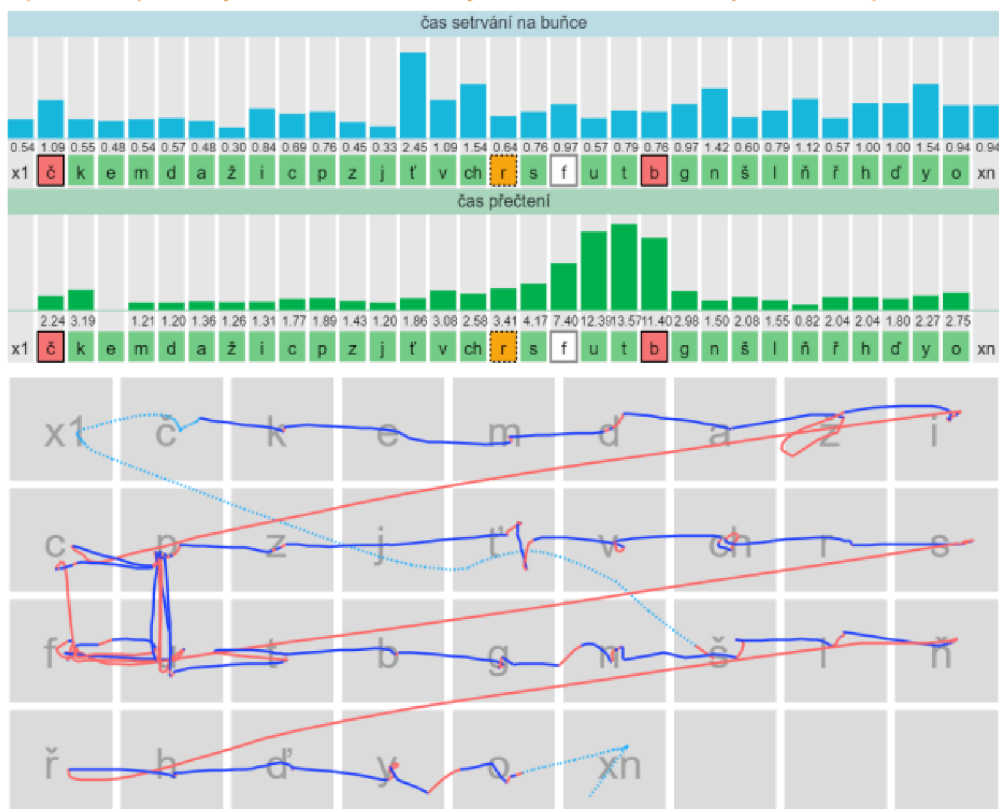 čas setrvání na buňce
0.54 1.09 0.55 0.48 0.54 0.57 0.48 0.30 0.84 0.69 0.76 0.45 0.33 2.45 1.09 1.54 0.64 0.76 0.97 0.57 0.79 0.76 0.97 1.42 0.60 0.79 1.12 0.57 1.00 1.00 1.54 0.94 0.94
x1 č k e m d a ž i c p z j ť v ch r s f u t b g n š l ň ř h ď y o xn
čas přečtení
2.24 3.19 1.21 1.20 1.36 1.26 1.31 1.77 1.89 1.43 1.20 1.86 3.08 2.58 3.41 4.17 7.40 12.39 13.57 11.40 2.98 1.50 2.08 1.55 0.82 2.04 2.04 1.80 2.27 2.75
x1 č k e m d a ž i c p z j ť v ch r s f u t b g n š l ň ř h ď y o xn
x1 č k e m d a ž i
c p z j ť v ch r s
f u t b g n š l ň
ř h ď y o xn